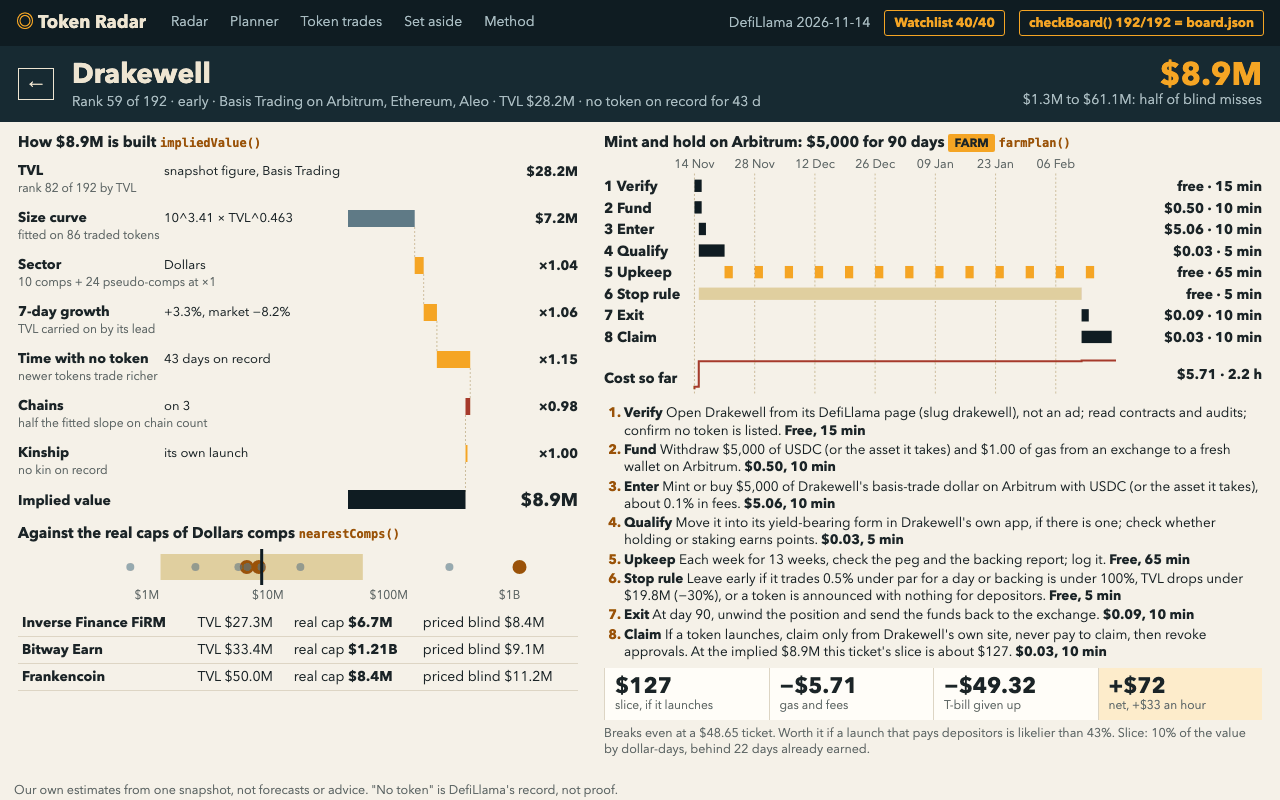 Token Radar Radar Planner Token trades Set aside Method DefiLlama 2026-11-14 Watchlist 40/40 checkBoard() 192/192 = board.json
← Drakewell $8.9M
Rank 59 of 192 · early · Basis Trading on Arbitrum, Ethereum, Aleo · TVL $28.2M · no token on record for 43 d $1.3M to $61.1M: half of blind misses
How $8.9M is built impliedValue()
TVL snapshot figure, Basis Trading $28.2M
rank 82 of 192 by TVL
Size curve 10^3.41 × TVL^0.463 $7.2M
fitted on 86 traded tokens
Sector Dollars ×1.04
10 comps + 24 pseudo-comps at ×1
7-day growth +3.3%, market −8.2% ×1.06
TVL carried on by its lead
Time with no token 43 days on record ×1.15
newer tokens trade richer
Chains on 3 ×0.98
half the fitted slope on chain count
Kinship its own launch ×1.00
no kin on record
Implied value $8.9M
Against the real caps of Dollars comps nearestComps()
$1M $10M $100M $1B
Inverse Finance FiRM TVL $27.3M real cap $6.7M priced blind $8.4M
Bitway Earn TVL $33.4M real cap $1.21B priced blind $9.1M
Frankencoin TVL $50.0M real cap $8.4M priced blind $11.2M
Mint and hold on Arbitrum: $5,000 for 90 days FARM farmPlan()
14 Nov 28 Nov 12 Dec 26 Dec 09 Jan 23 Jan 06 Feb
1 Verify free · 15 min
2 Fund $0.50 · 10 min
3 Enter $5.06 · 10 min
4 Qualify $0.03 · 5 min
5 Upkeep free · 65 min
6 Stop rule free · 5 min
7 Exit $0.09 · 10 min
8 Claim $0.03 · 10 min
Cost so far $5.71 · 2.2 h
1. Verify Open Drakewell from its DefiLlama page (slug drakewell), not an ad; read contracts and audits;
confirm no token is listed. Free, 15 min
2. Fund Withdraw $5,000 of USDC (or the asset it takes) and $1.00 of gas from an exchange to a fresh
wallet on Arbitrum. $0.50, 10 min
3. Enter Mint or buy $5,000 of Drakewell's basis-trade dollar on Arbitrum with USDC (or the asset it takes),
about 0.1% in fees. $5.06, 10 min
4. Qualify Move it into its yield-bearing form in Drakewell's own app, if there is one; check whether
holding or staking earns points. $0.03, 5 min
5. Upkeep Each week for 13 weeks, check the peg and the backing report; log it. Free, 65 min
6. Stop rule Leave early if it trades 0.5% under par for a day or backing is under 100%, TVL drops under
$19.8M (−30%), or a token is announced with nothing for depositors. Free, 5 min
7. Exit At day 90, unwind the position and send the funds back to the exchange. $0.09, 10 min
8. Claim If a token launches, claim only from Drakewell's own site, never pay to claim, then revoke
approvals. At the implied $8.9M this ticket's slice is about $127. $0.03, 10 min
$127 −$5.71 −$49.32 +$72
slice, if it launches gas and fees T-bill given up net, +$33 an hour
Breaks even at a $48.65 ticket. Worth it if a launch that pays depositors is likelier than 43%. Slice: 10% of the value
by dollar-days, behind 22 days already earned.
Our own estimates from one snapshot, not forecasts or advice. "No token" is DefiLlama's record, not proof.